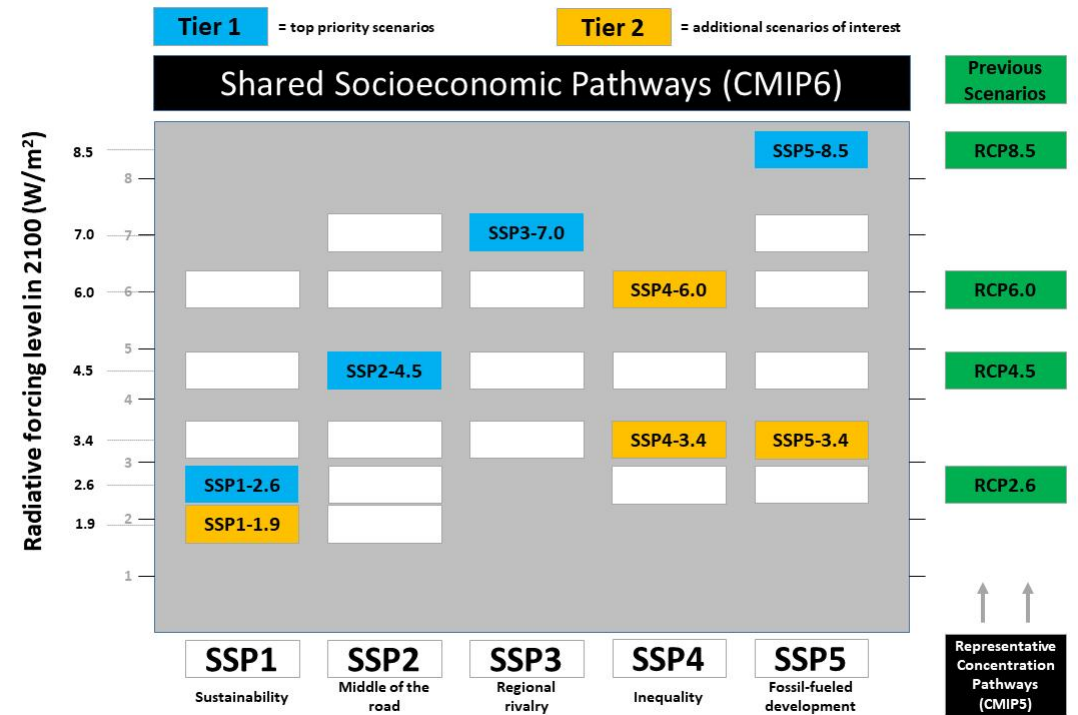 Tier 1 = top priority scenarios
Tier 2 = additional scenarios of interest
Shared Socioeconomic Pathways (CMIP6)
Previous
Scenarios
Radiative forcing level in 2100 (W/m²)
8.5
SSP5-8.5
RCP8.5
8
7.0
7
SSP3-7.0
6.0
6
SSP4-6.0
RCP6.0
5
4.5
SSP2-4.5
RCP4.5
4
3.4
SSP4-3.4
SSP5-3.4
3
2.6
SSP1-2.6
RCP2.6
1.9
2
SSP1-1.9
1
SSP1
Sustainability
SSP2
Middle of the
road
SSP3
Regional
rivalry
SSP4
Inequality
SSP5
Fossil-fueled
development
Representative
Concentration
Pathways
(CMIP5)